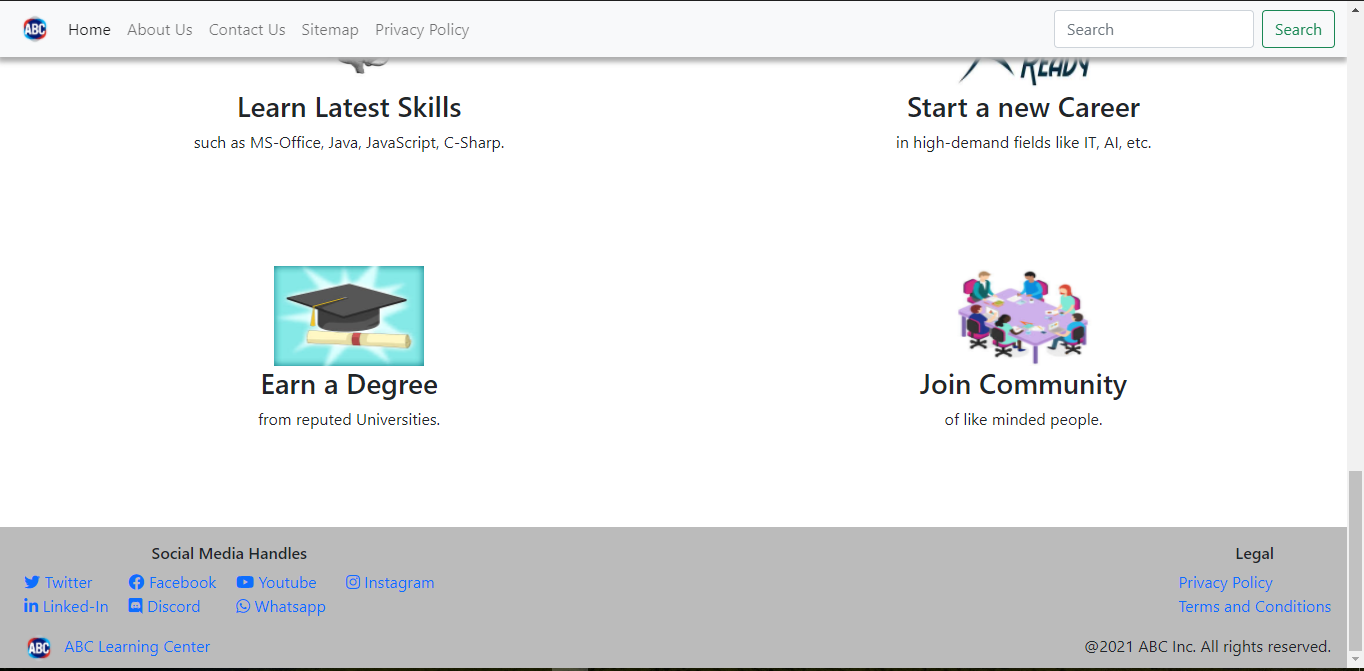 ABC Home About Us Contact Us Sitemap Privacy Policy Search Search
READY
Learn Latest Skills
such as MS-Office, Java, JavaScript, C-Sharp.
Start a new Career
in high-demand fields like IT, AI, etc.
Earn a Degree
from reputed Universities.
Join Community
of like minded people.
Social Media Handles
Twitter Facebook Youtube Instagram
Linked-In Discord Whatsapp
Legal
Privacy Policy
Terms and Conditions
ABC ABC Learning Center
@2021 ABC Inc. All rights reserved.